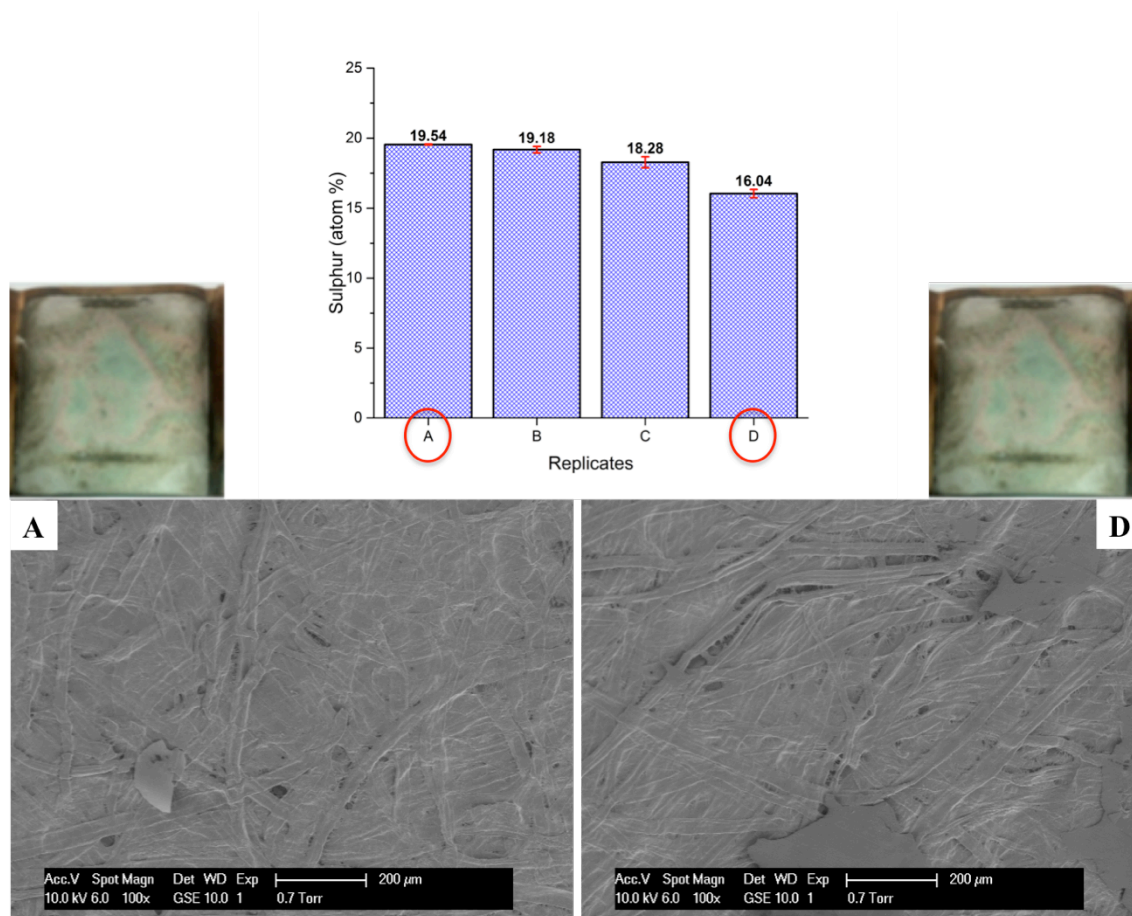 25
20
15
10
5
0
Sulphur (atom %)
19.54
19.18
18.28
16.04
A
B
C
D
Replicates
A
D
Acc.V Spot Magn Det WD Exp 200 µm
10.0 kV 6.0 100x GSE 10.0 1 0.7 Torr
Acc.V Spot Magn Det WD Exp 200 µm
10.0 kV 6.0 100x GSE 10.0 1 0.7 Torr